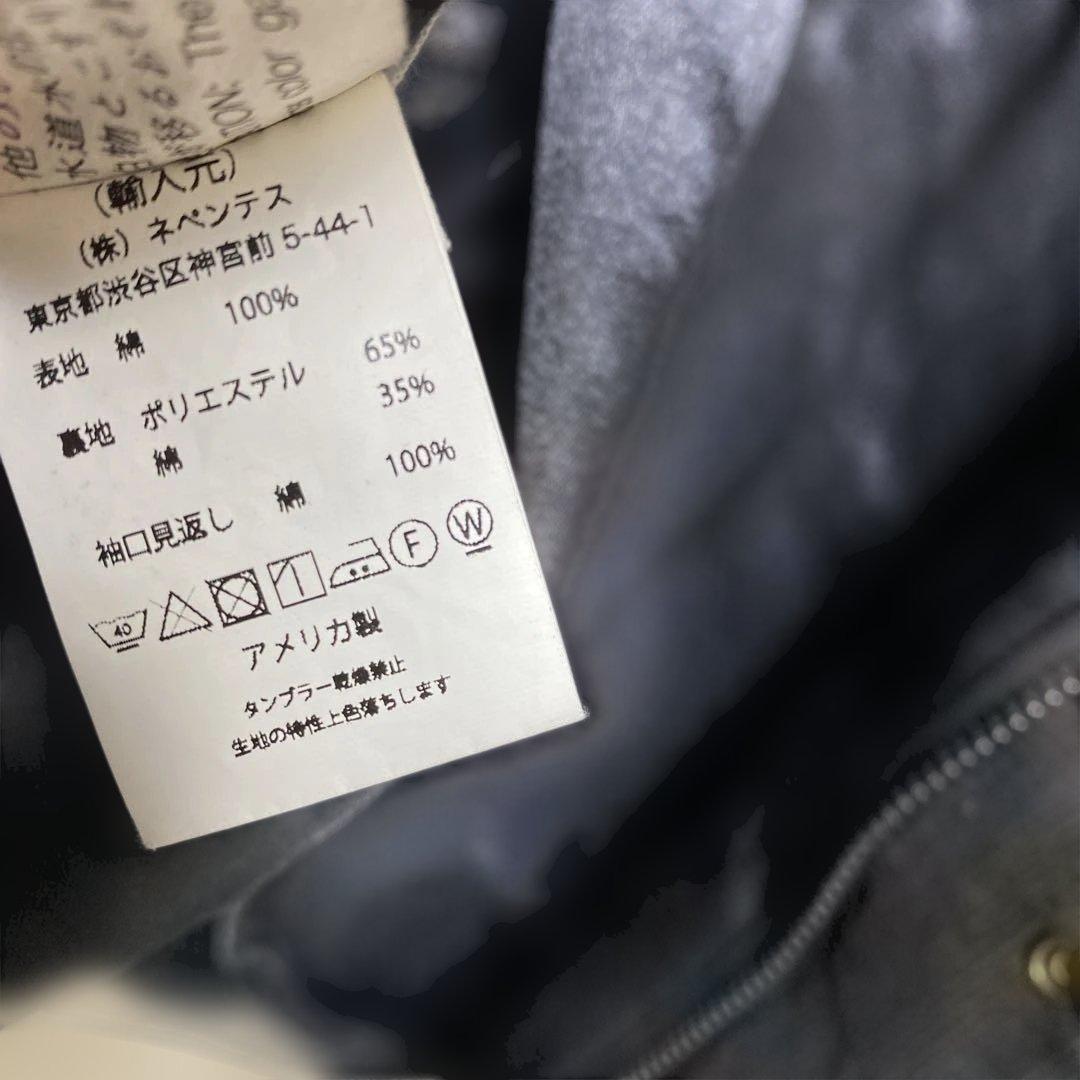 (輸入元)
(株) ネペンテス
東京都渋谷区神宮前 5-44-1
表地 綿 100%
裏地 ポリエステル 65%
綿 35%
袖口見返し 綿 100%
40 F W
アメリカ製
タンブラー乾燥禁止
生地の特性上色落ちします